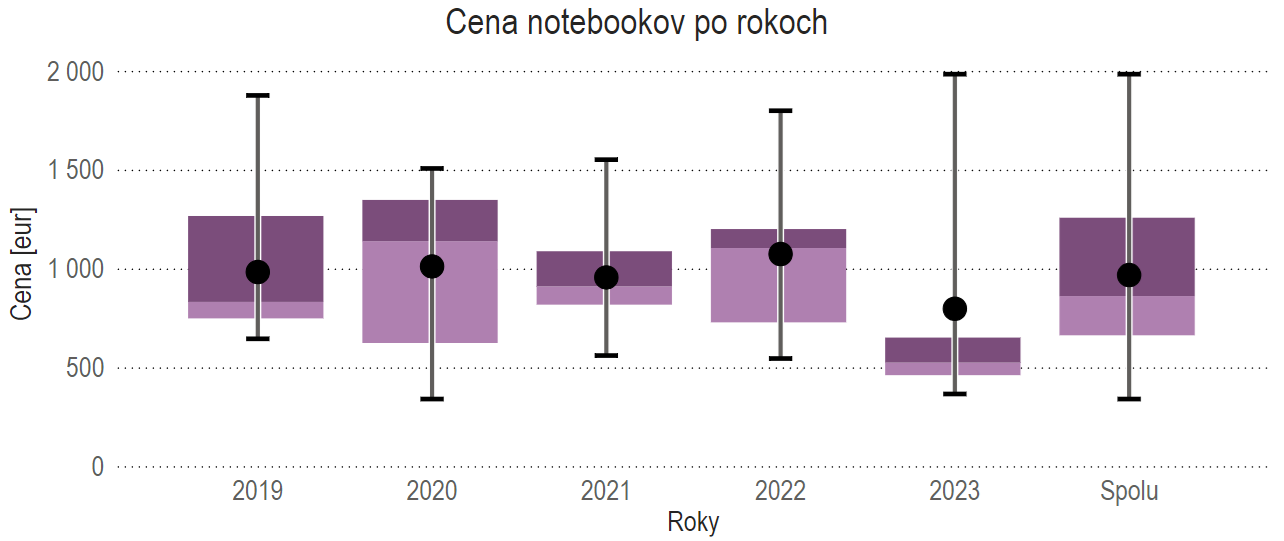 Cena notebookov po rokoch
2 000
1 500
1 000
500
0
Cena [eur]
2019 2020 2021 2022 2023 Spolu
Roky